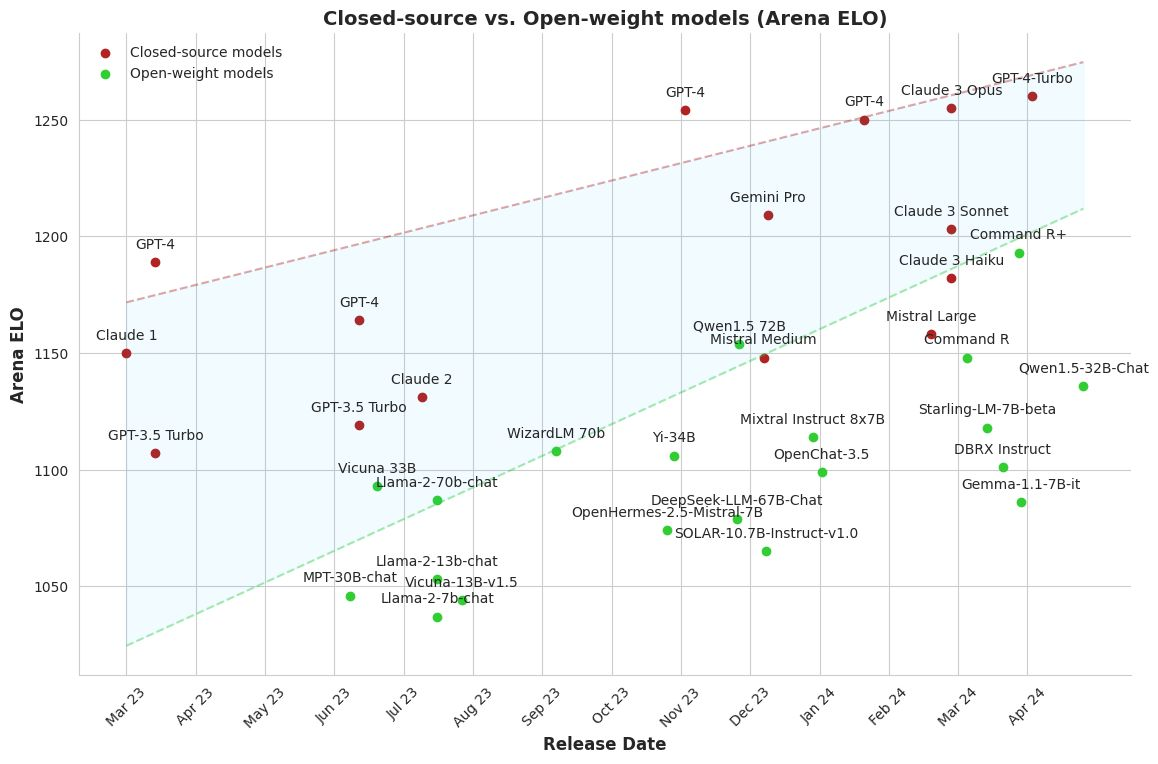 Closed-source vs. Open-weight models (Arena ELO)
Closed-source models
Open-weight models
GPT-4-Turbo
Claude 3 Opus
GPT-4
GPT-4
1250
Gemini Pro
Claude 3 Sonnet
1200
Command R+
GPT-4
Claude 3 Haiku
GPT-4
Mistral Large
Claude 1
Qwen1.5 72B
Mistral Medium
Command R
1150
Qwen1.5-32B-Chat
Claude 2
GPT-3.5 Turbo
Starling-LM-7B-beta
Mixtral Instruct 8x7B
GPT-3.5 Turbo
WizardLM 70b
Yi-34B
DBRX Instruct
OpenChat-3.5
1100
Vicuna 33B
Llama-2-70b-chat
Gemma-1.1-7B-it
DeepSeek-LLM-67B-Chat
OpenHermes-2.5-Mistral-7B
SOLAR-10.7B-Instruct-v1.0
Llama-2-13b-chat
MPT-30B-chat
Vicuna-13B-v1.5
Llama-2-7b-chat
1050
Arena ELO
Mar 23
Apr 23
May 23
Jun 23
Jul 23
Aug 23
Sep 23
Oct 23
Nov 23
Dec 23
Jan 24
Feb 24
Mar 24
Apr 24
Release Date